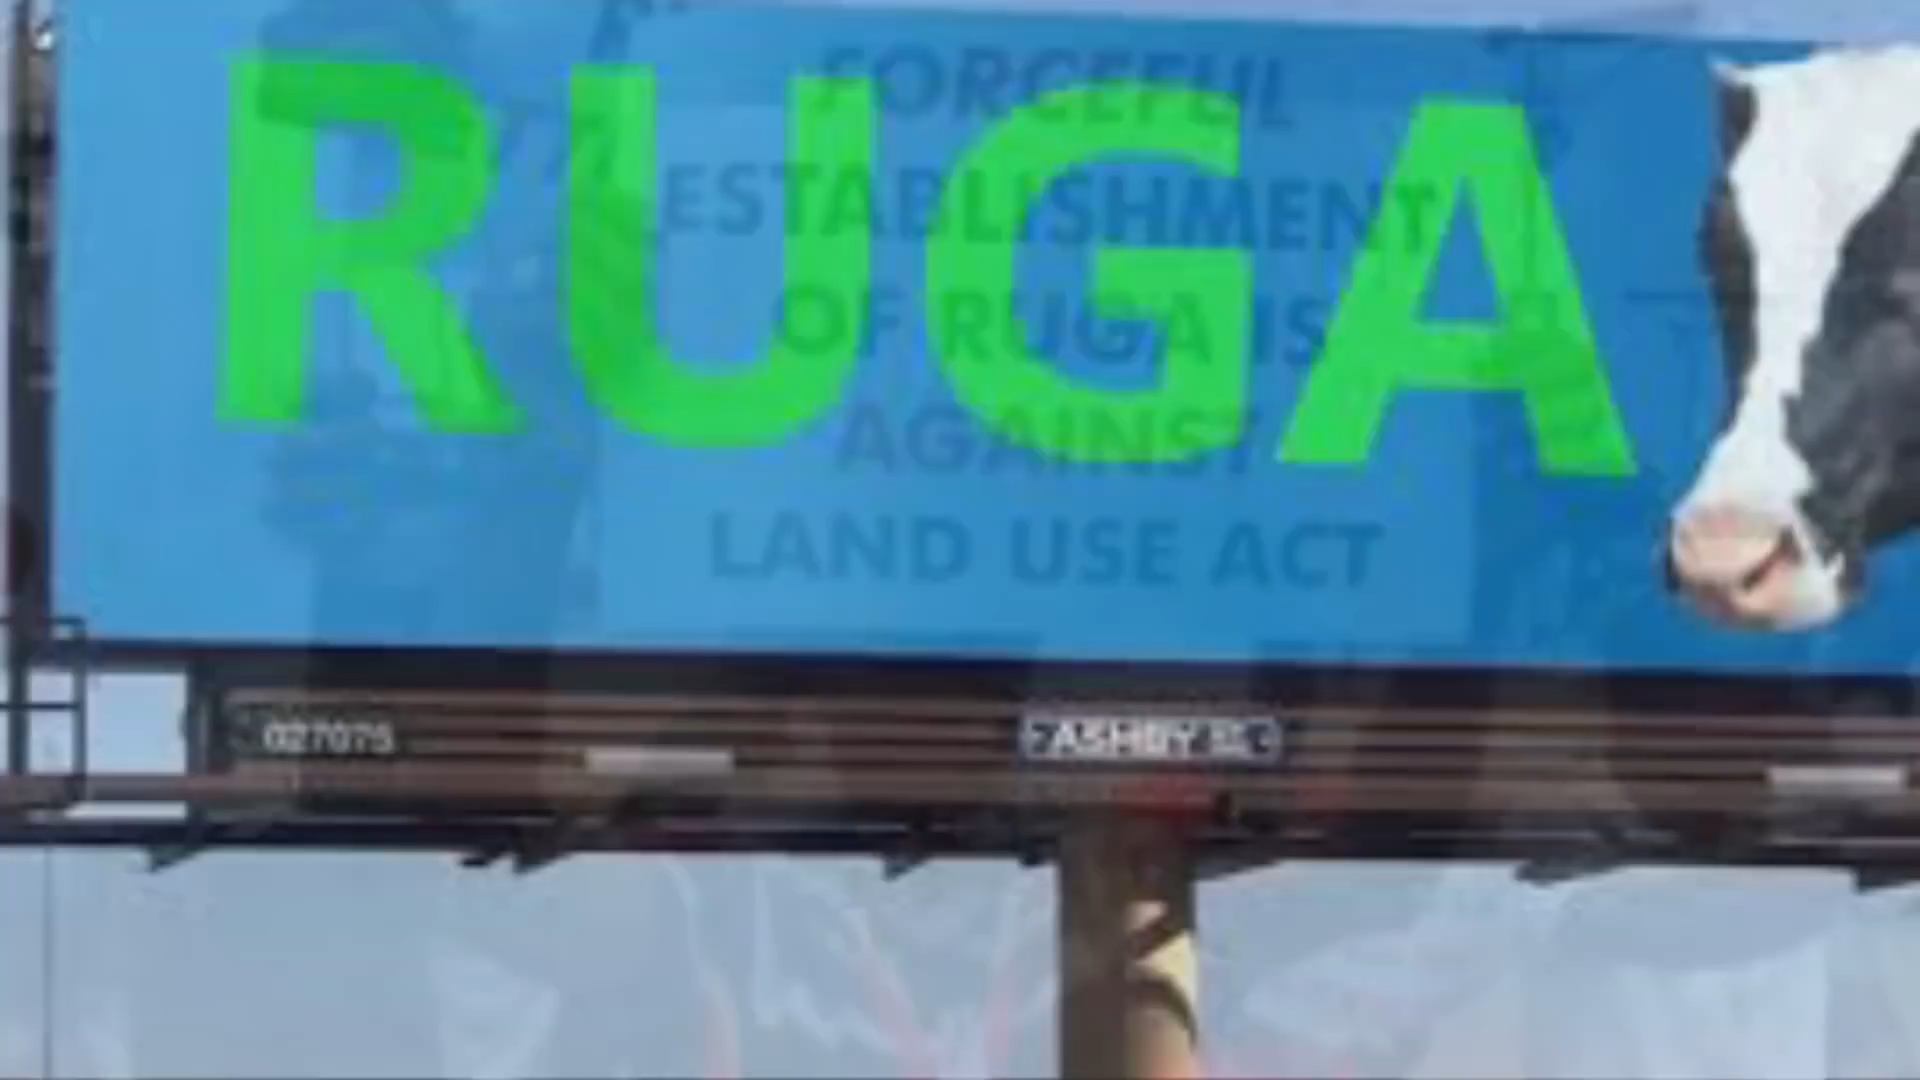 RUGA
FORCEFUL
ESTABLISHMENT
OF RUGA IS
AGAINST
LAND USE ACT
027075
ASHBY